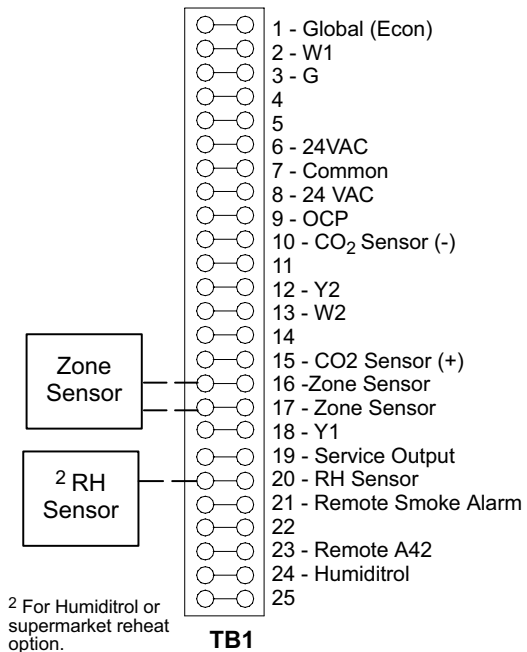 1 - Global (Econ)
2 - W1
3 - G
4
5
6 - 24VAC
7 - Common
8 - 24 VAC
9 - OCP
10 - CO2 Sensor (-)
11
12 - Y2
13 - W2
14
15 - CO2 Sensor (+)
16 -Zone Sensor
17 - Zone Sensor
18 - Y1
19 - Service Output
20 - RH Sensor
21 - Remote Smoke Alarm
22
23 - Remote A42
24 - Humiditrol
25
Zone
Sensor
2 RH
Sensor
2 For Humiditrol or
supermarket reheat
option.
TB1